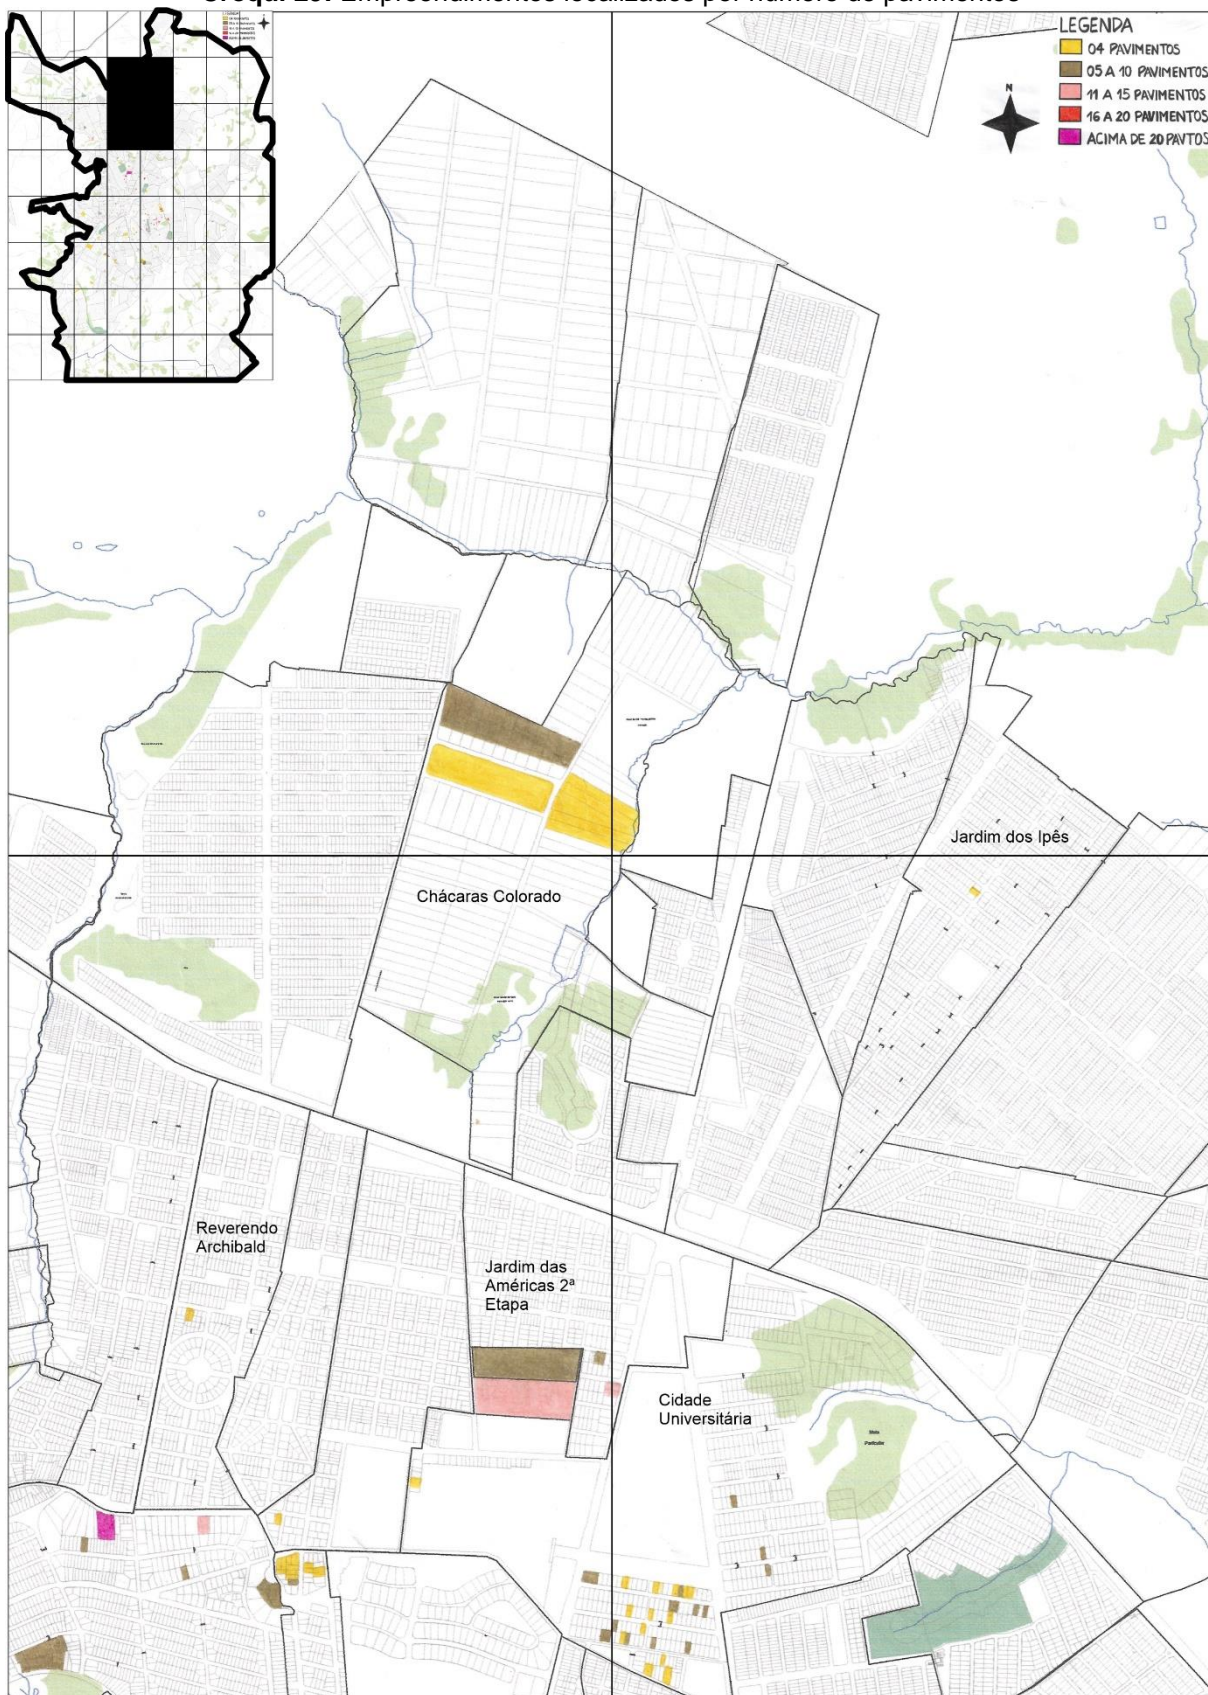 Empreendimentos localizados por número de pavimentos
LEGENDA
04 PAVIMENTOS
05 A 10 PAVIMENTOS
11 A 15 PAVIMENTOS
16 A 20 PAVIMENTOS
ACIMA DE 20 PAVTOS
N
Jardim dos Ipês
Chácaras Colorado
Reverendo
Archibald
Jardim das
Américas 2ª
Etapa
Cidade
Universitária
Mata